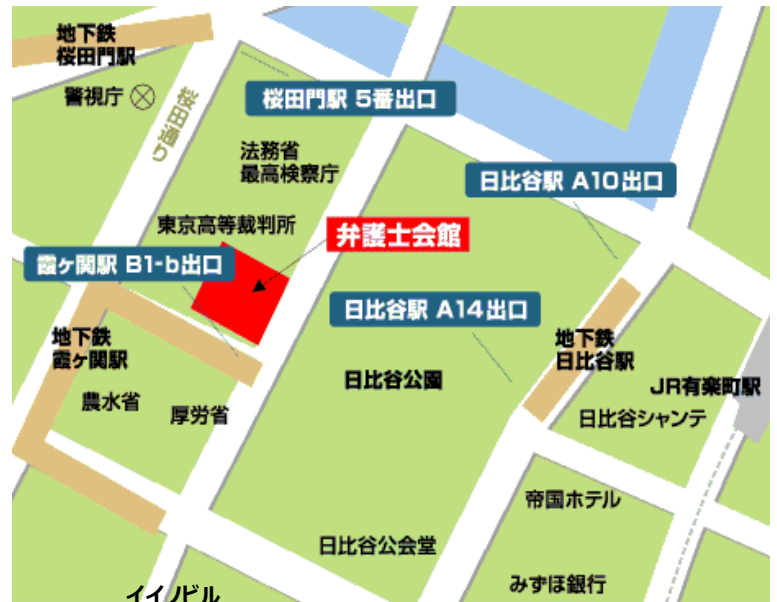 地下鉄
桜田門駅
警視庁
桜田通り
桜田門駅 5番出口
法務省
最高検察庁
日比谷駅 A10出口
東京高等裁判所
弁護士会館
霞ヶ関駅 B1-b出口
日比谷駅 A14出口
地下鉄
霞ヶ関駅
地下鉄
日比谷駅
日比谷公園
JR有楽町駅
農水省
厚労省
日比谷シャンテ
帝国ホテル
日比谷公会堂
みずほ銀行
イイノビル